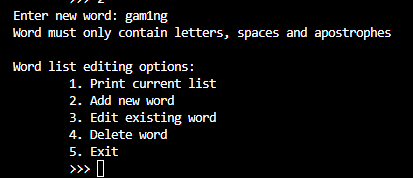 >>> 2
Enter new word: gam1ng
Word must only contain letters, spaces and apostrophes
Word list editing options:
1. Print current list
2. Add new word
3. Edit existing word
4. Delete word
5. Exit
>>>